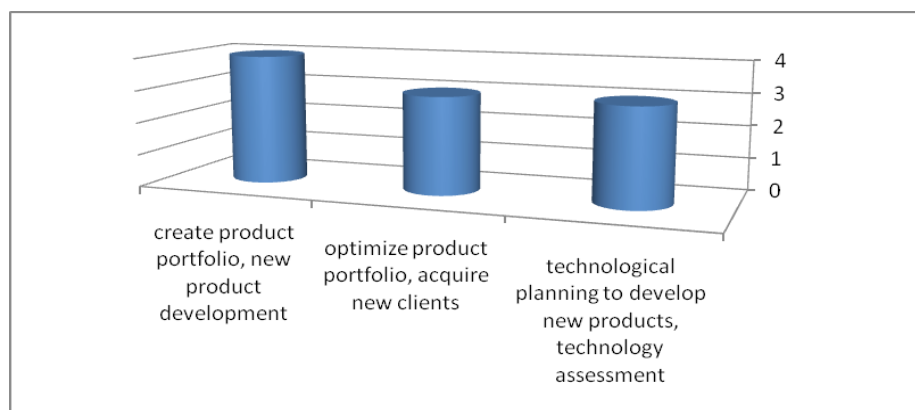 4
3
2
1
0
create product
portfolio, new
product
development
optimize product
portfolio, acquire
new clients
technological
planning to develop
new products,
technology
assessment